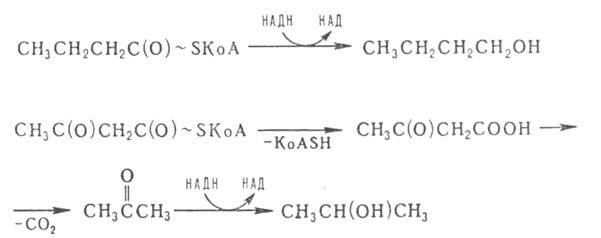 НАДН НАД
CH₃CH₂CH₂C(O) ~ SKoA CH₃CH₂CH₂CH₂OH
CH₃C(O)CH₂C(O) ~ SKoA −KoASH CH₃C(O)CH₂COOH
O
НАДН НАД
−CO₂ CH₃CCH₃ CH₃CH(OH)CH₃